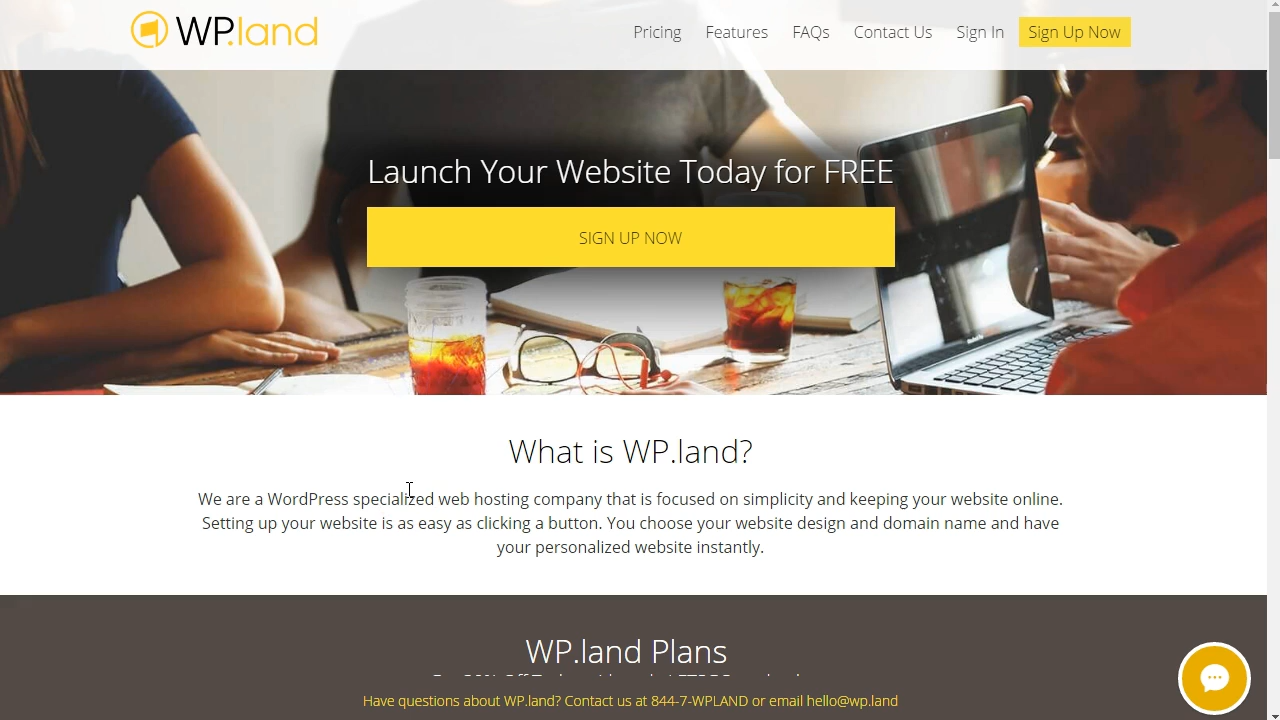 WP.land
Pricing Features FAQs Contact Us Sign In Sign Up Now
Launch Your Website Today for FREE
SIGN UP NOW
What is WP.land?
We are a WordPress specialized web hosting company that is focused on simplicity and keeping your website online.
Setting up your website is as easy as clicking a button. You choose your website design and domain name and have
your personalized website instantly.
WP.land Plans
Have questions about WP.land? Contact us at 844-7-WPLAND or email hello@wp.land